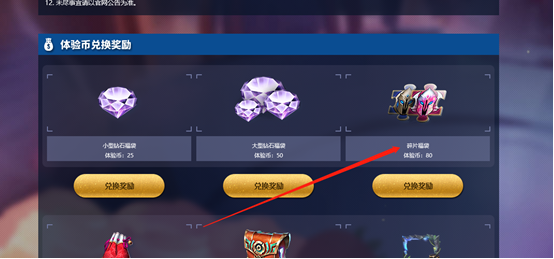 12. 未尽事宜请以官网公告为准。
体验币兑换奖励
小型钻石福袋
体验币：25
大型钻石福袋
体验币：50
碎片福袋
体验币：80
兑换奖励
兑换奖励
兑换奖励